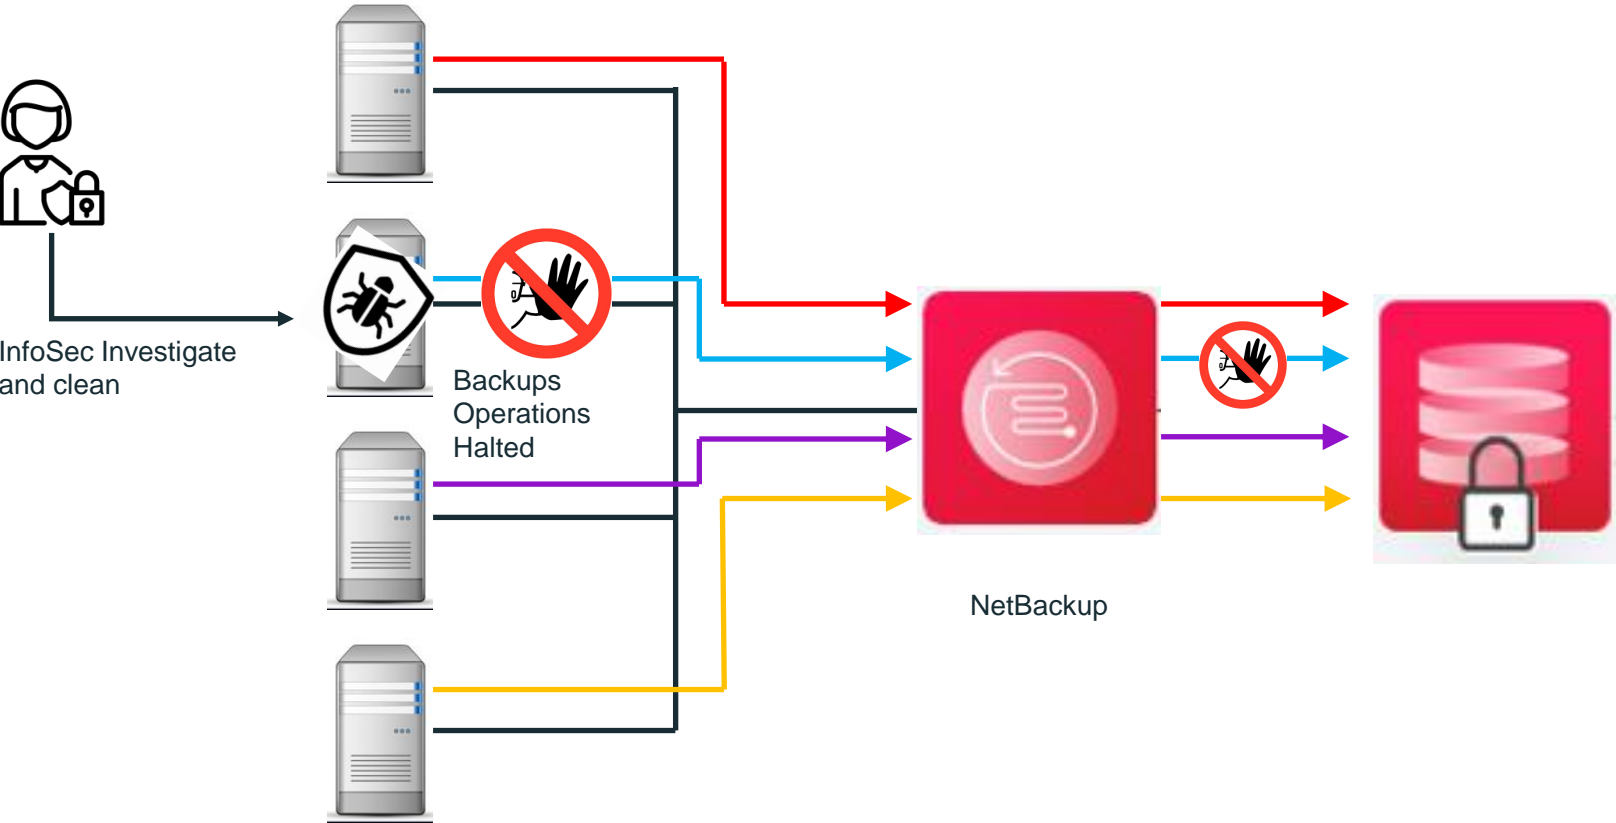 InfoSec Investigate
and clean
Backups
Operations
Halted
NetBackup